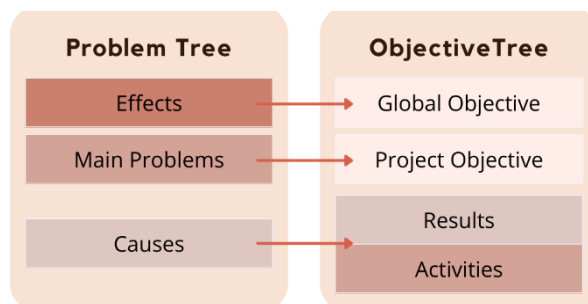 Problem Tree
Effects
Main Problems
Causes
ObjectiveTree
Global Objective
Project Objective
Results
Activities